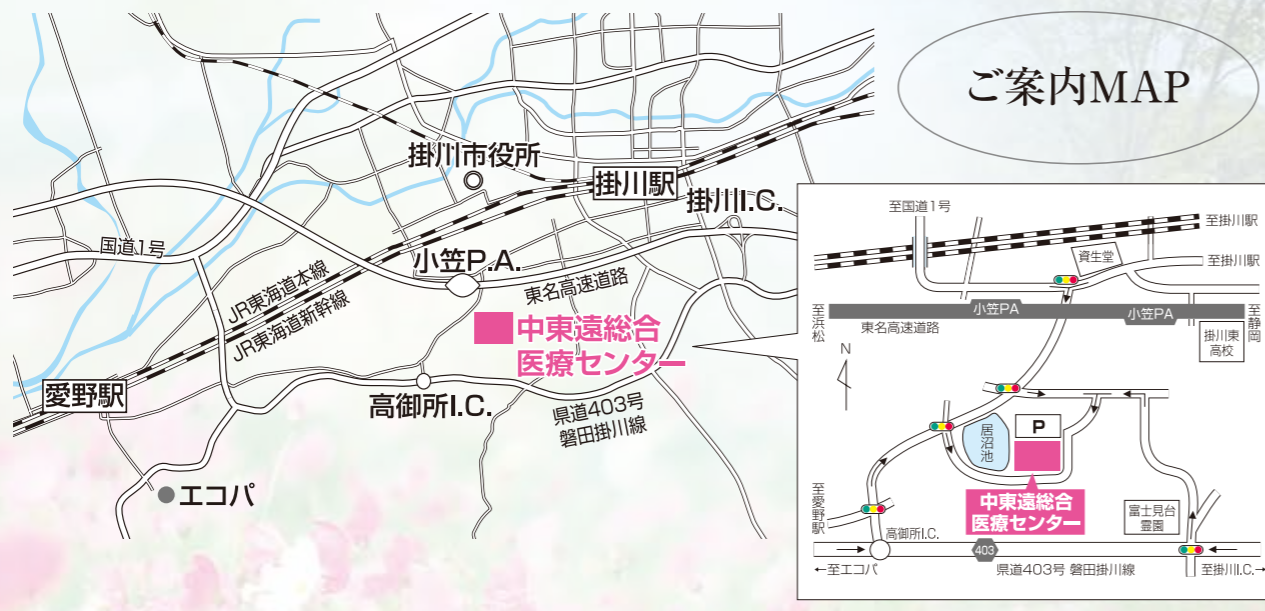 ご案内MAP
掛川市役所
掛川駅
掛川I.C.
国道1号
小笠P.A.
東名高速道路
JR東海道本線
JR東海道新幹線
中東遠総合
医療センター
愛野駅
高御所I.C.
県道403号
磐田掛川線
エコパ
至国道1号
至掛川駅
資生堂
至掛川駅
小笠PA
小笠PA
至浜松
東名高速道路
至静岡
掛川東
高校
N
P
居沼池
中東遠総合
医療センター
至愛野駅
富士見台
霊園
高御所I.C.
403
←至エコパ
県道403号 磐田掛川線
至掛川I.C.→